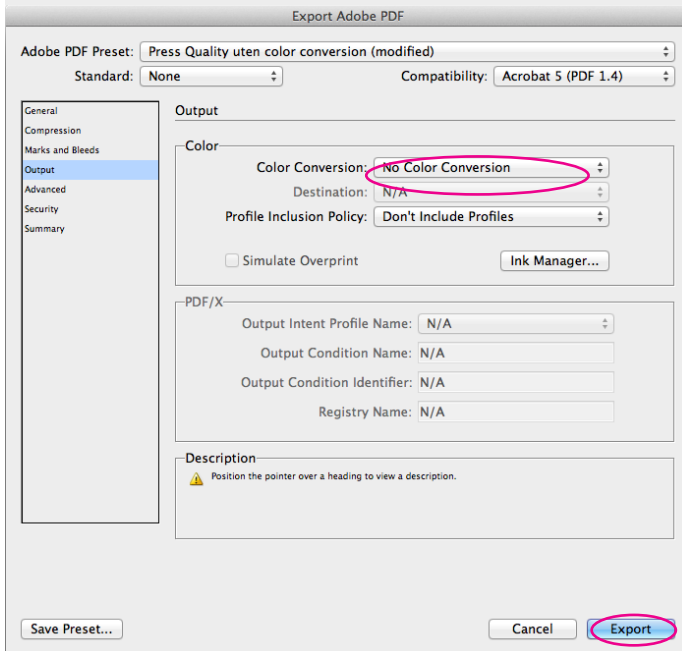 Export Adobe PDF
Adobe PDF Preset: Press Quality uten color conversion (modified)
Standard: None Compatibility: Acrobat 5 (PDF 1.4)
General
Compression
Marks and Bleeds
Output
Advanced
Security
Summary
Output
Color
Color Conversion: No Color Conversion
Destination: N/A
Profile Inclusion Policy: Don't Include Profiles
Simulate Overprint Ink Manager...
PDF/X
Output Intent Profile Name: N/A
Output Condition Name: N/A
Output Condition Identifier: N/A
Registry Name: N/A
Description
Position the pointer over a heading to view a description.
Save Preset... Cancel Export